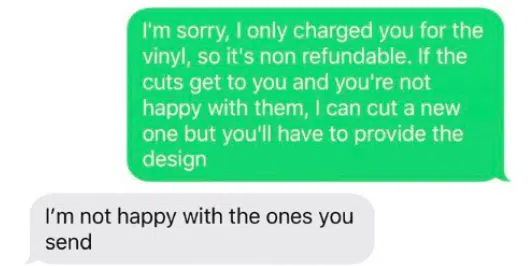 I'm sorry, I only charged you for the
vinyl, so it's non refundable. If the
cuts get to you and you're not
happy with them, I can cut a new
one but you'll have to provide the
design
I'm not happy with the ones you
send